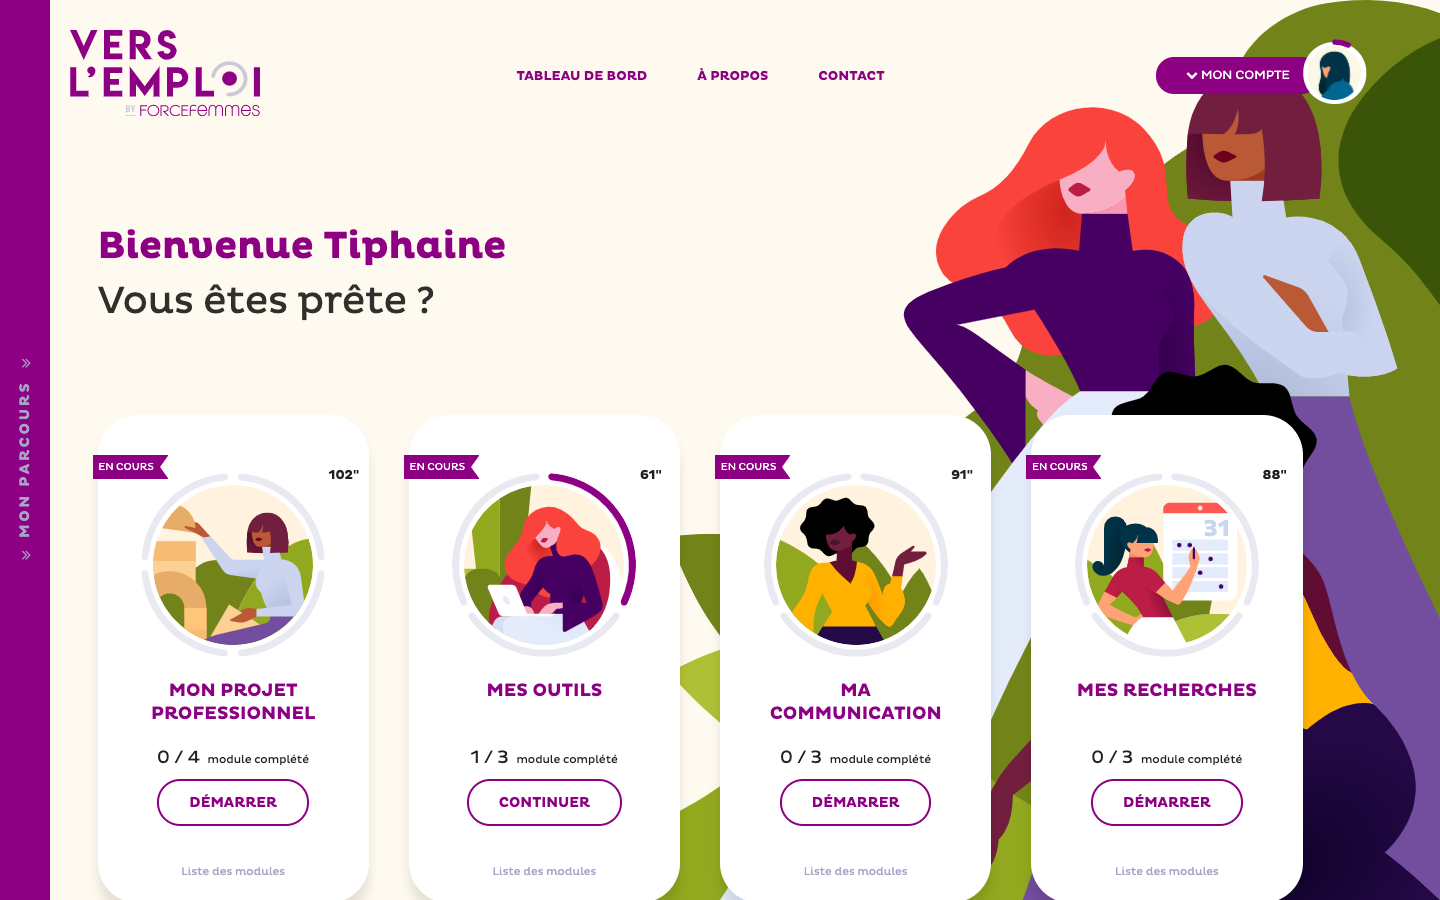 VERS
L'EMPLOI
BY FORCEFEMMES
TABLEAU DE BORD
À PROPOS
CONTACT
MON COMPTE
MON PARCOURS
Bienvenue Tiphaine
Vous êtes prête ?
EN COURS
102"
MON PROJET
PROFESSIONNEL
0 / 4 module complété
DÉMARRER
Liste des modules
EN COURS
61"
MES OUTILS
1 / 3 module complété
CONTINUER
Liste des modules
EN COURS
91"
MA
COMMUNICATION
0 / 3 module complété
DÉMARRER
Liste des modules
EN COURS
88"
31
MES RECHERCHES
0 / 3 module complété
DÉMARRER
Liste des modules